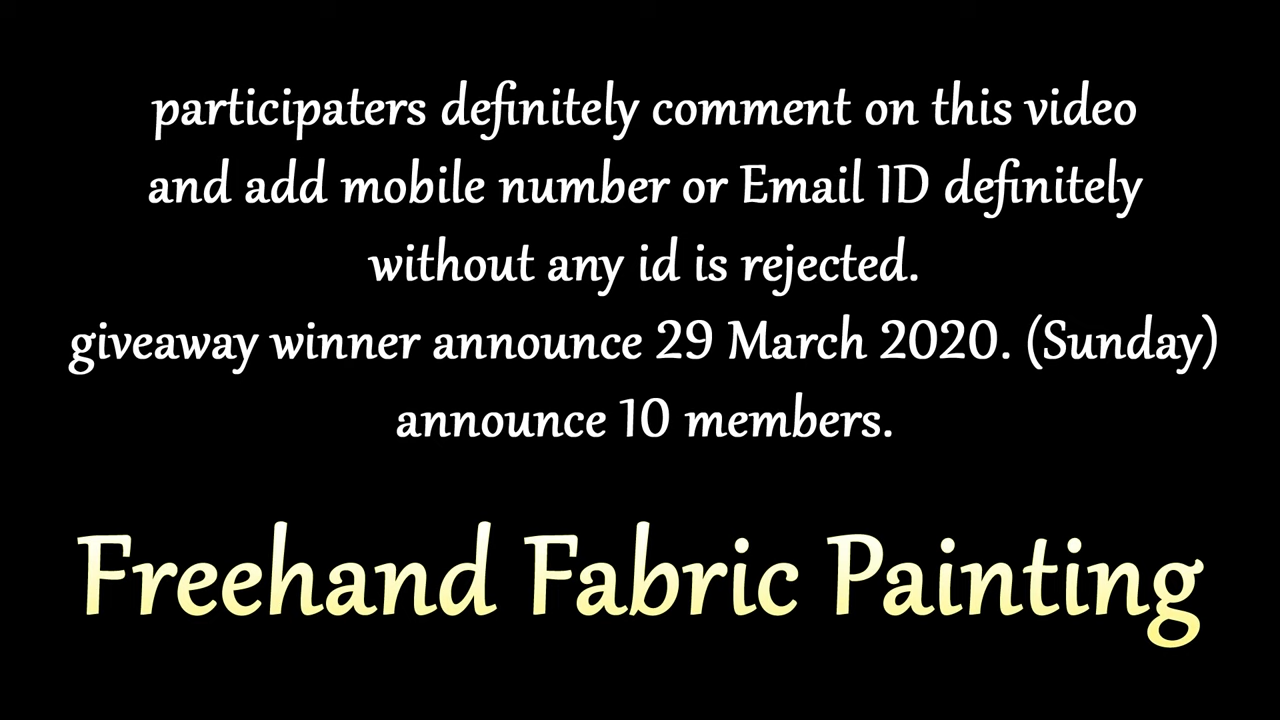 participaters definitely comment on this video
and add mobile number or Email ID definitely
without any id is rejected.
giveaway winner announce 29 March 2020. (Sunday)
announce 10 members.
Freehand Fabric Painting